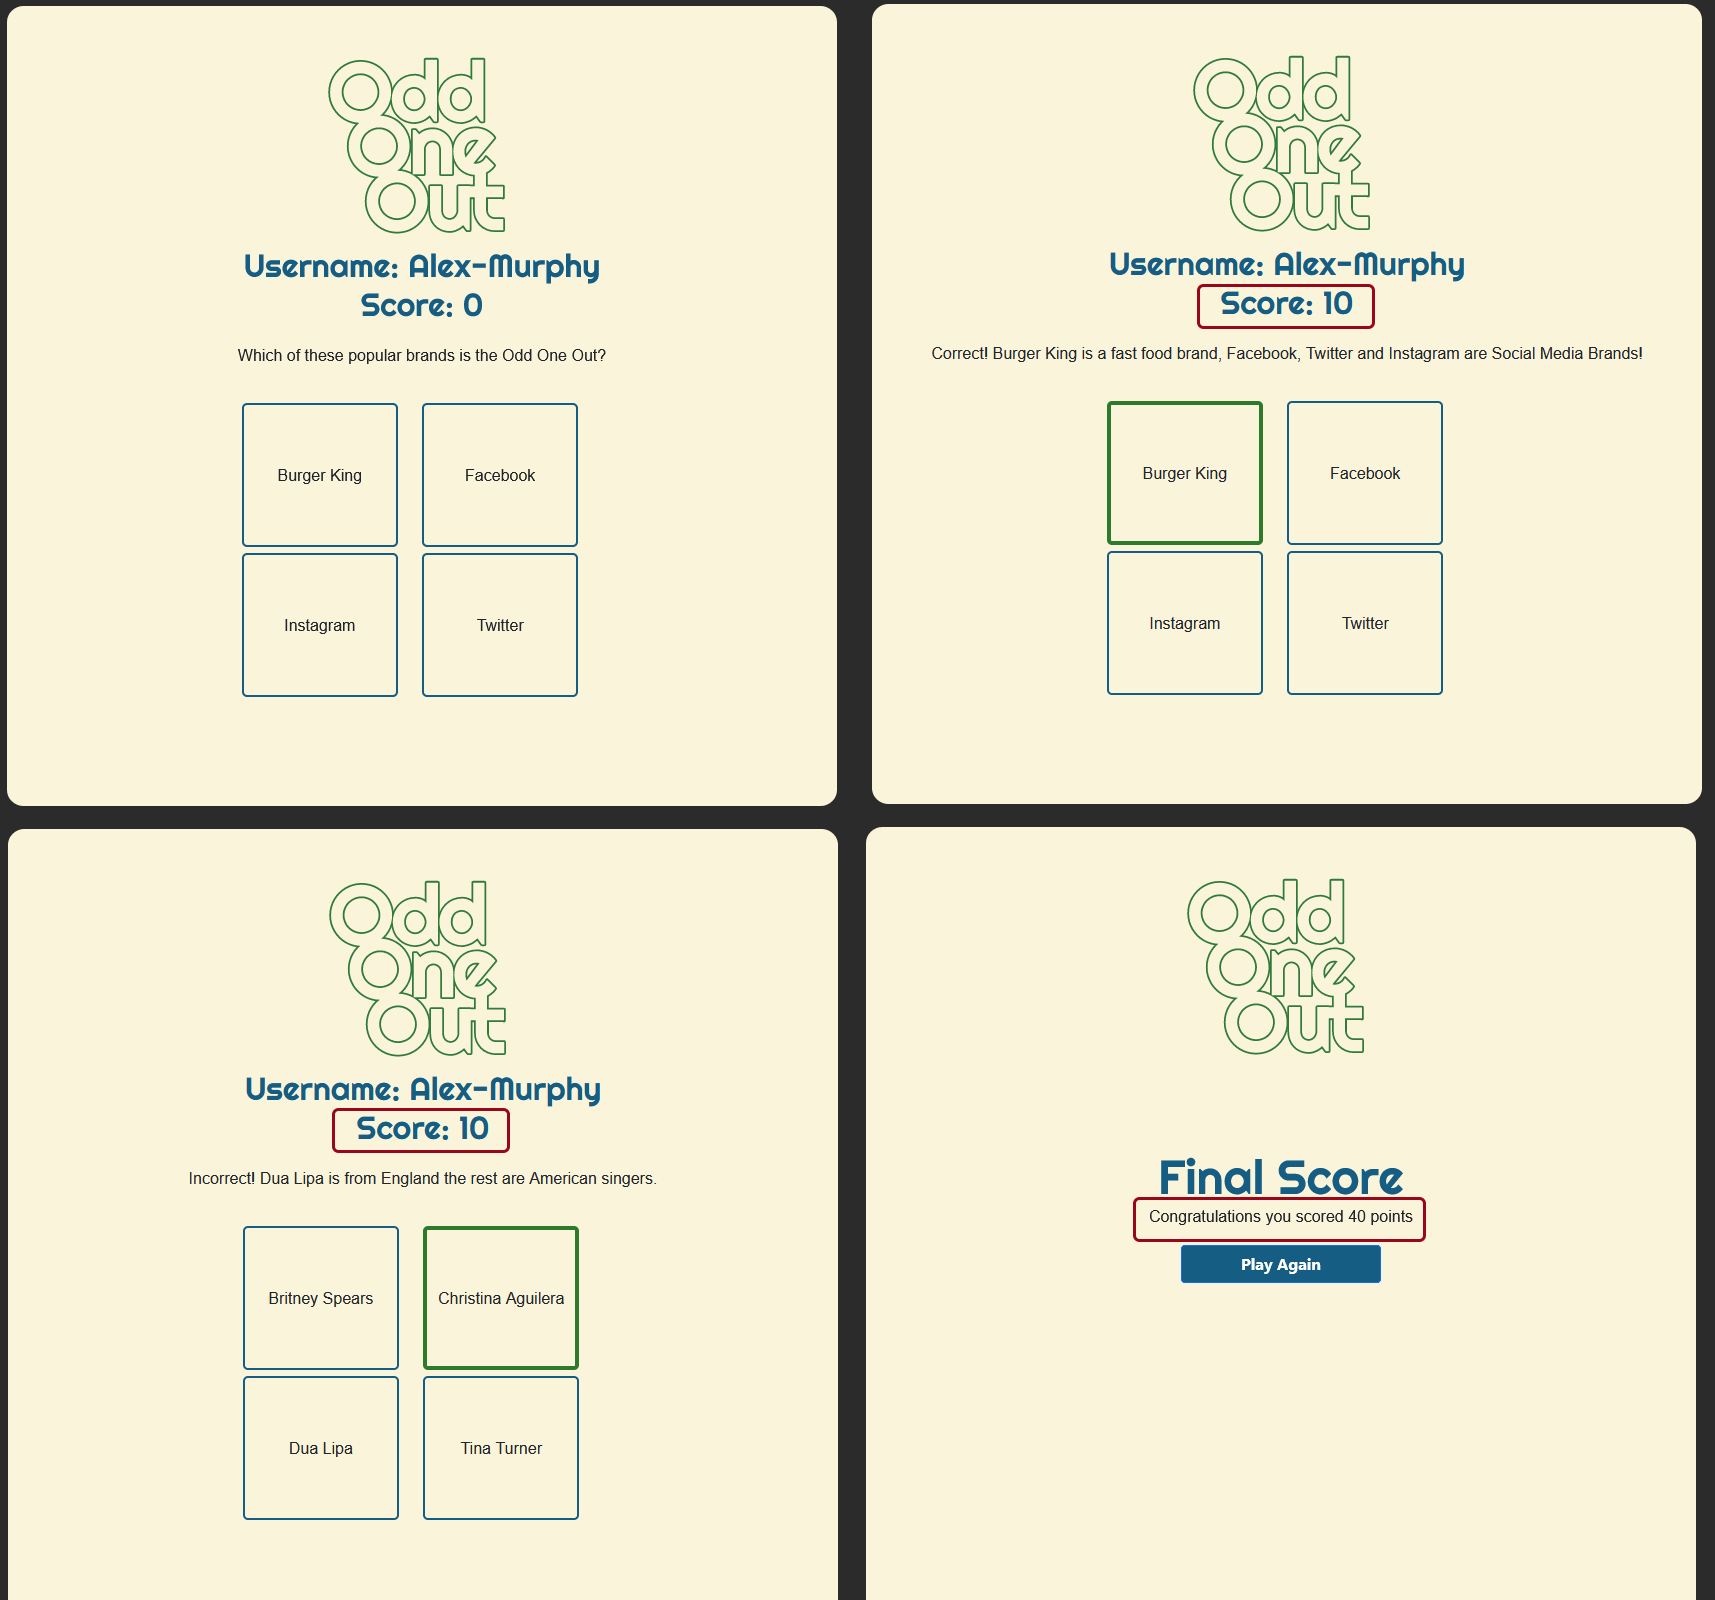 Odd
One
Out
Username: Alex-Murphy
Score: 0
Which of these popular brands is the Odd One Out?
Burger King
Facebook
Instagram
Twitter
Odd
One
Out
Username: Alex-Murphy
Score: 10
Correct! Burger King is a fast food brand, Facebook, Twitter and Instagram are Social Media Brands!
Burger King
Facebook
Instagram
Twitter
Odd
One
Out
Username: Alex-Murphy
Score: 10
Incorrect! Dua Lipa is from England the rest are American singers.
Britney Spears
Christina Aguilera
Dua Lipa
Tina Turner
Odd
One
Out
Final Score
Congratulations you scored 40 points
Play Again